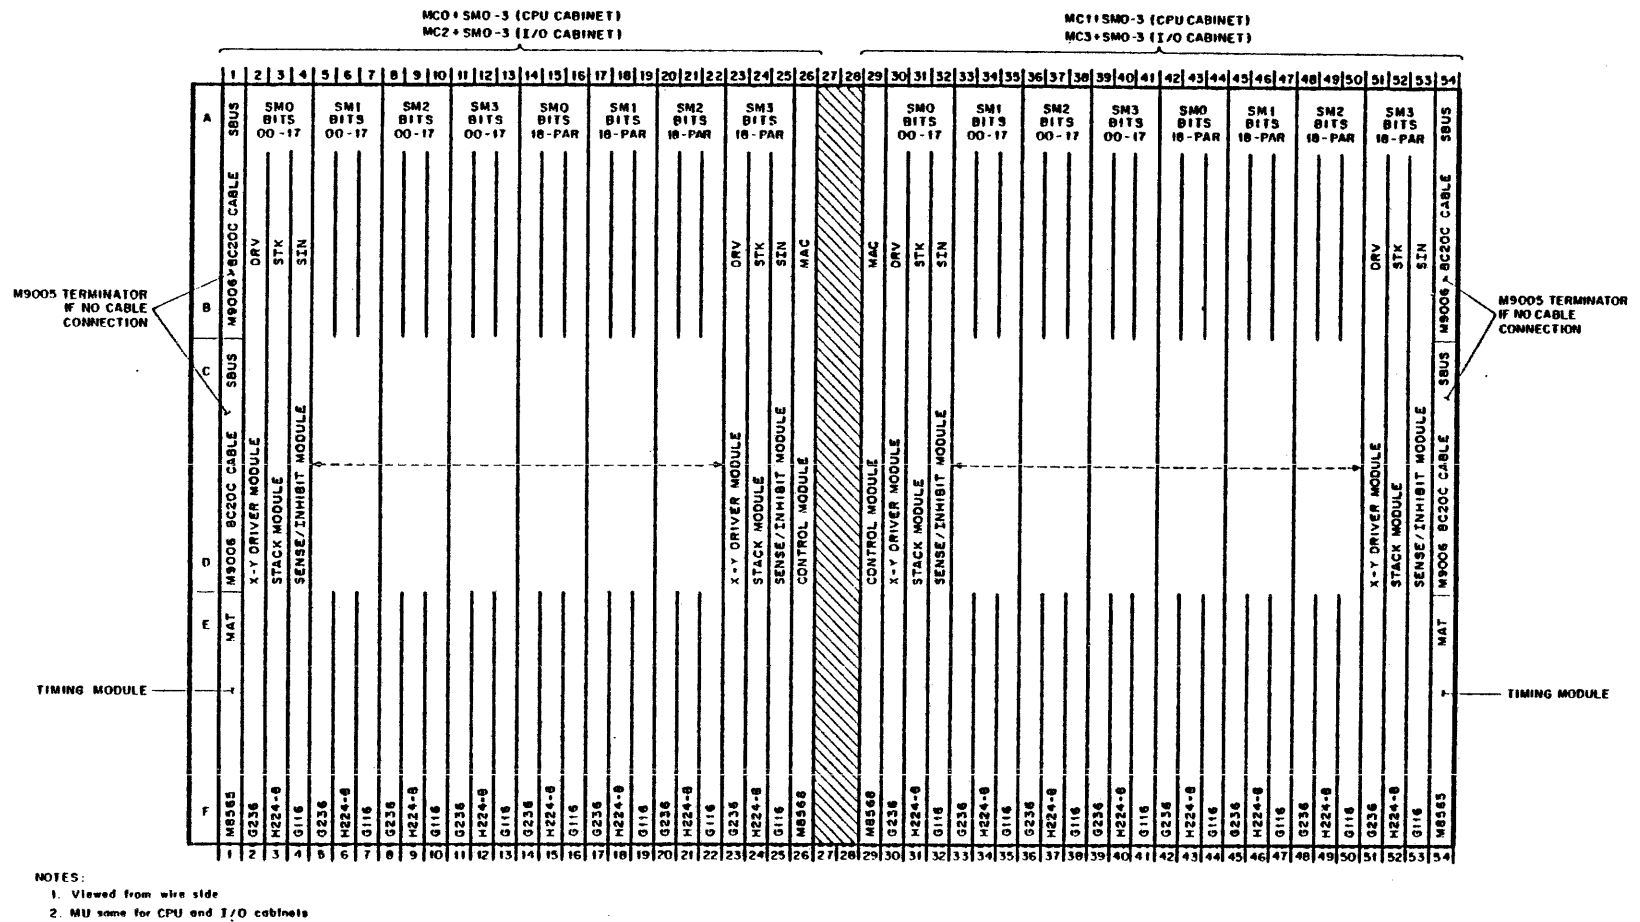 MC0+SM0-3 (CPU CABINET)
MC2+SM0-3 (I/O CABINET)
MC1+SM0-3 (CPU CABINET)
MC3+SM0-3 (I/O CABINET)
1 2 3 4 5 6 7 8 9 10 11 12 13 14 15 16 17 18 19 20 21 22 23 24 25 26 27 28 29 30 31 32 33 34 35 36 37 38 39 40 41 42 43 44 45 46 47 48 49 50 51 52 53 54
A SBUS SM0 SM1 SM2 SM3 SM0 SM1 SM2 SM3 SM0 SM1 SM2 SM3 SM0 SM1 SM2 SM3 SBUS
BITS BITS BITS BITS BITS BITS BITS BITS BITS BITS BITS BITS BITS BITS BITS BITS
00-17 00-17 00-17 00-17 18-PAR 18-PAR 18-PAR 18-PAR 00-17 00-17 00-17 00-17 18-PAR 18-PAR 18-PAR 18-PAR
M9006 BC20C CABLE DRV STK SIN DRV STK SIN MAC MAC DRV STK SIN DRV STK SIN M9006 BC20C CABLE
M9005 TERMINATOR
IF NO CABLE
CONNECTION
B
M9005 TERMINATOR
IF NO CABLE
CONNECTION
C SBUS SBUS
D M9006 BC20C CABLE X-Y DRIVER MODULE STACK MODULE SENSE/INHIBIT MODULE X-Y DRIVER MODULE STACK MODULE SENSE/INHIBIT MODULE CONTROL MODULE CONTROL MODULE X-Y DRIVER MODULE STACK MODULE SENSE/INHIBIT MODULE X-Y DRIVER MODULE STACK MODULE SENSE/INHIBIT MODULE M9006 BC20C CABLE
E MAT MAT
TIMING MODULE TIMING MODULE
F M8565 G236 H224-B G116 G236 H224-B G116 G236 H224-B G116 G236 H224-B G116 G236 H224-B G116 G236 H224-B G116 G236 H224-B G116 G236 H224-B G116 M8568 M8568 G236 H224-B G116 G236 H224-B G116 G236 H224-B G116 G236 H224-B G116 G236 H224-B G116 G236 H224-B G116 G236 H224-B G116 G236 H224-B G116 M8565
1 2 3 4 5 6 7 8 9 10 11 12 13 14 15 16 17 18 19 20 21 22 23 24 25 26 27 28 29 30 31 32 33 34 35 36 37 38 39 40 41 42 43 44 45 46 47 48 49 50 51 52 53 54
NOTES:
1. Viewed from wire side
2. MU same for CPU and I/O cabinets